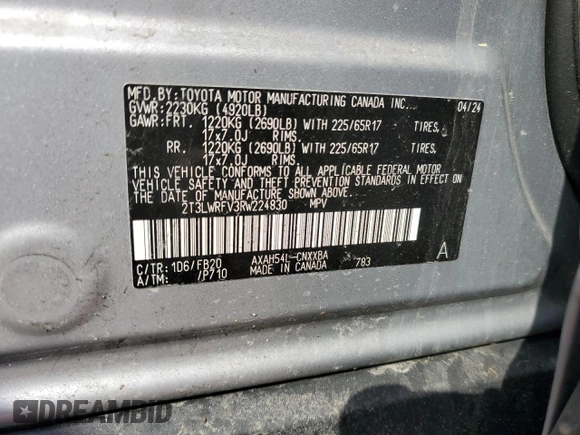 MFD.BY:TOYOTA MOTOR MANUFACTURING CANADA INC. 04/24
GVWR:2230KG (4920LB)
GAWR:FRT. 1220KG (2690LB) WITH 225/65R17 TIRES,
17x7.0J RIMS.
RR. 1220KG (2690LB) WITH 225/65R17 TIRES,
17x7.0J RIMS.
THIS VEHICLE CONFORMS TO ALL APPLICABLE FEDERAL MOTOR
VEHICLE SAFETY AND THEFT PREVENTION STANDARDS IN EFFECT ON
THE DATE OF MANUFACTURE SHOWN ABOVE.
2T3LWRFV3RW224830 MPV
C/TR: 1D6/FB20 AXAH54L-CNXXBA 783 A
A/TM: /P710 MADE IN CANADA
DREAMBID